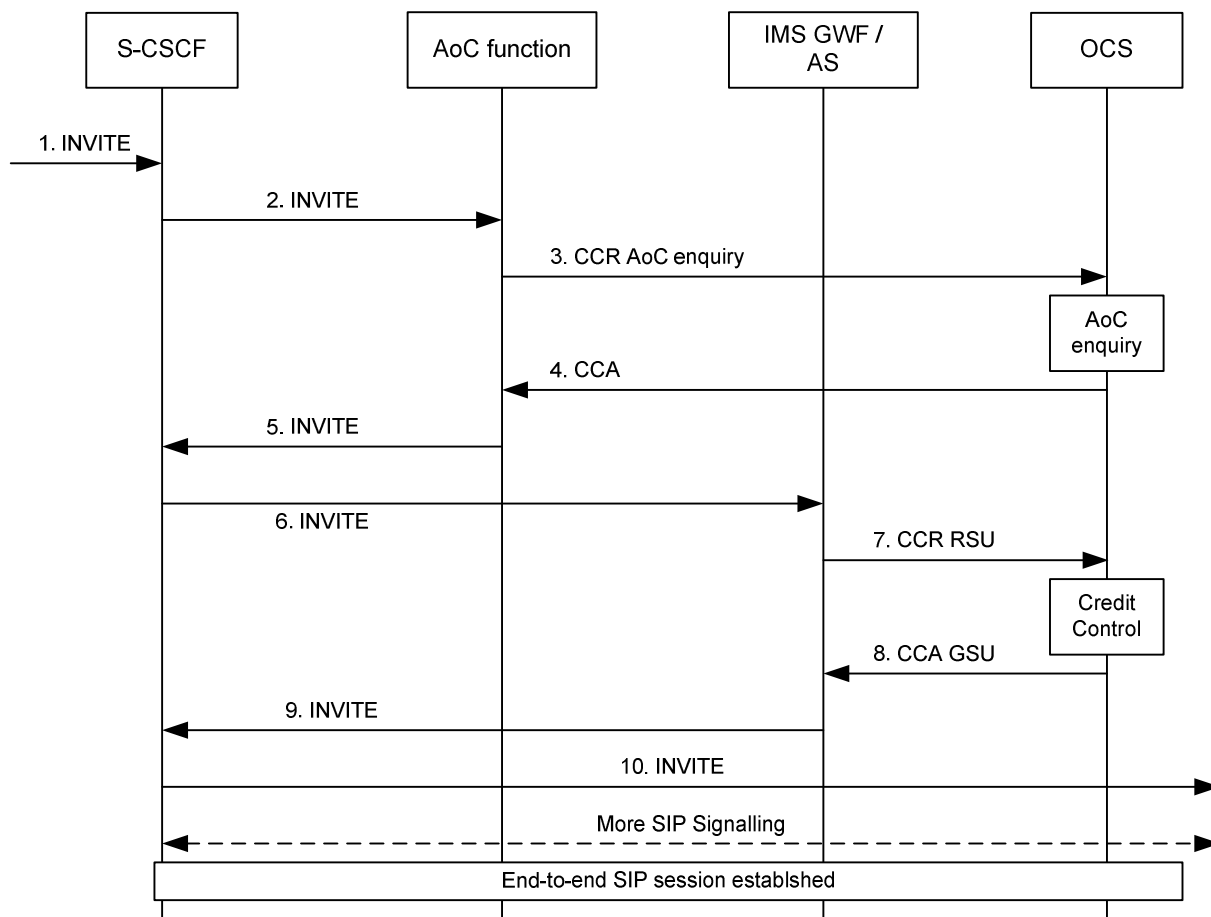 S-CSCF
AoC function
IMS GWF /
AS
OCS
1. INVITE
2. INVITE
3. CCR AoC enquiry
AoC
enquiry
4. CCA
5. INVITE
6. INVITE
7. CCR RSU
Credit
Control
8. CCA GSU
9. INVITE
10. INVITE
More SIP Signalling
End-to-end SIP session establshed